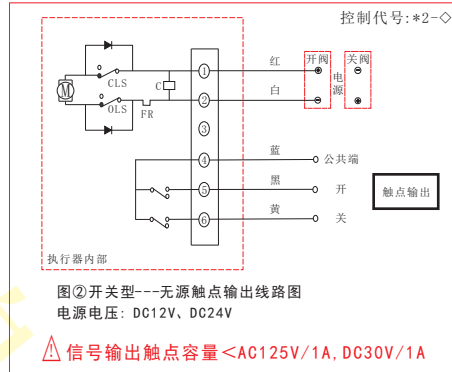 控制代号:*2-◇
红
开阀 关阀
CLS
①
M
C
电源
白
OLS
FR
②
③
蓝
④
公共端
黑
⑤
开
触点输出
黄
⑥
关
执行器内部
图②开关型---无源触点输出线路图
电源电压: DC12V、DC24V
信号输出触点容量<AC125V/1A,DC30V/1A